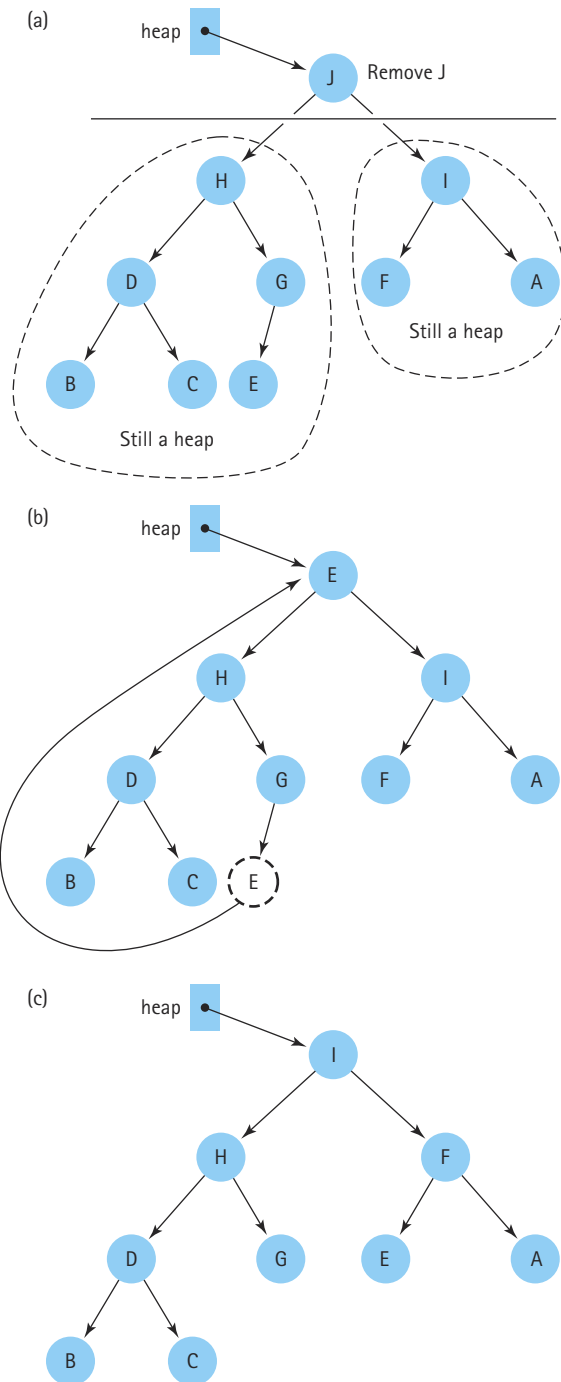 (a)
heap
J Remove J
H I
D G F A
Still a heap
B C E
Still a heap
(b)
heap
E
H I
D G F A
B C E
(c)
heap
I
H F
D G E A
B C